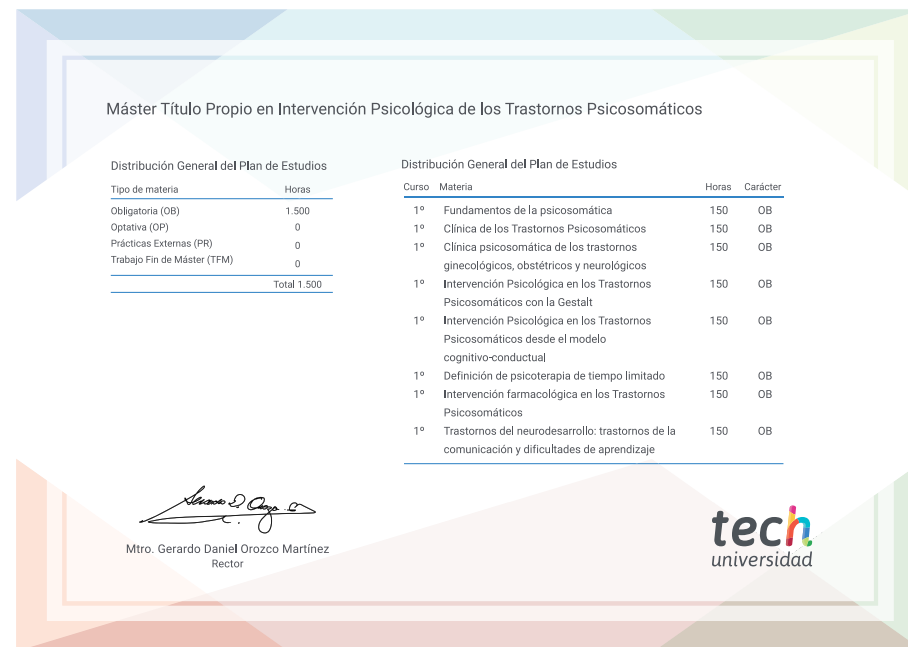 Máster Título Propio en Intervención Psicológica de los Trastornos Psicosomáticos
Distribución General del Plan de Estudios
Tipo de materia Horas
Obligatoria (OB) 1.500
Optativa (OP) 0
Prácticas Externas (PR) 0
Trabajo Fin de Máster (TFM) 0
Total 1.500
Distribución General del Plan de Estudios
Curso Materia Horas Carácter
1º Fundamentos de la psicosomática 150 OB
1º Clínica de los Trastornos Psicosomáticos 150 OB
1º Clínica psicosomática de los trastornos 150 OB
ginecológicos, obstétricos y neurológicos
1º Intervención Psicológica en los Trastornos 150 OB
Psicosomáticos con la Gestalt
1º Intervención Psicológica en los Trastornos 150 OB
Psicosomáticos desde el modelo
cognitivo-conductual
1º Definición de psicoterapia de tiempo limitado 150 OB
1º Intervención farmacológica en los Trastornos 150 OB
Psicosomáticos
1º Trastornos del neurodesarrollo: trastornos de la 150 OB
comunicación y dificultades de aprendizaje
Mtro. Gerardo Daniel Orozco Martínez
Rector
tech
universidad